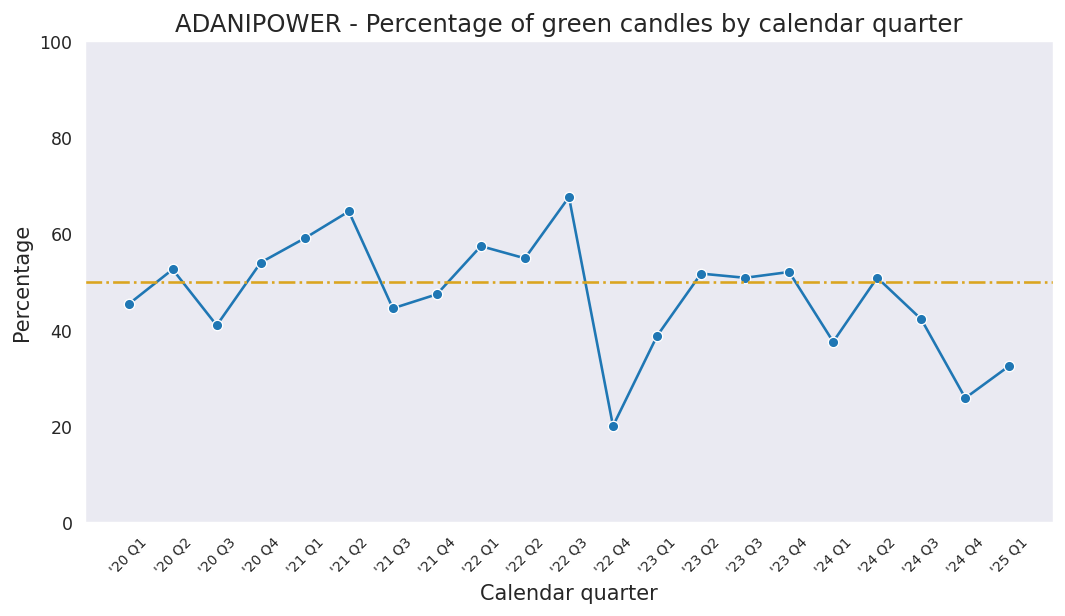 ADANIPOWER - Percentage of green candles by calendar quarter
100
80
60
40
20
0
Percentage
'20 Q1
'20 Q2
'20 Q3
'20 Q4
'21 Q1
'21 Q2
'21 Q3
'21 Q4
'22 Q1
'22 Q2
'22 Q3
'22 Q4
'23 Q1
'23 Q2
'23 Q3
'23 Q4
'24 Q1
'24 Q2
'24 Q3
'24 Q4
'25 Q1
Calendar quarter